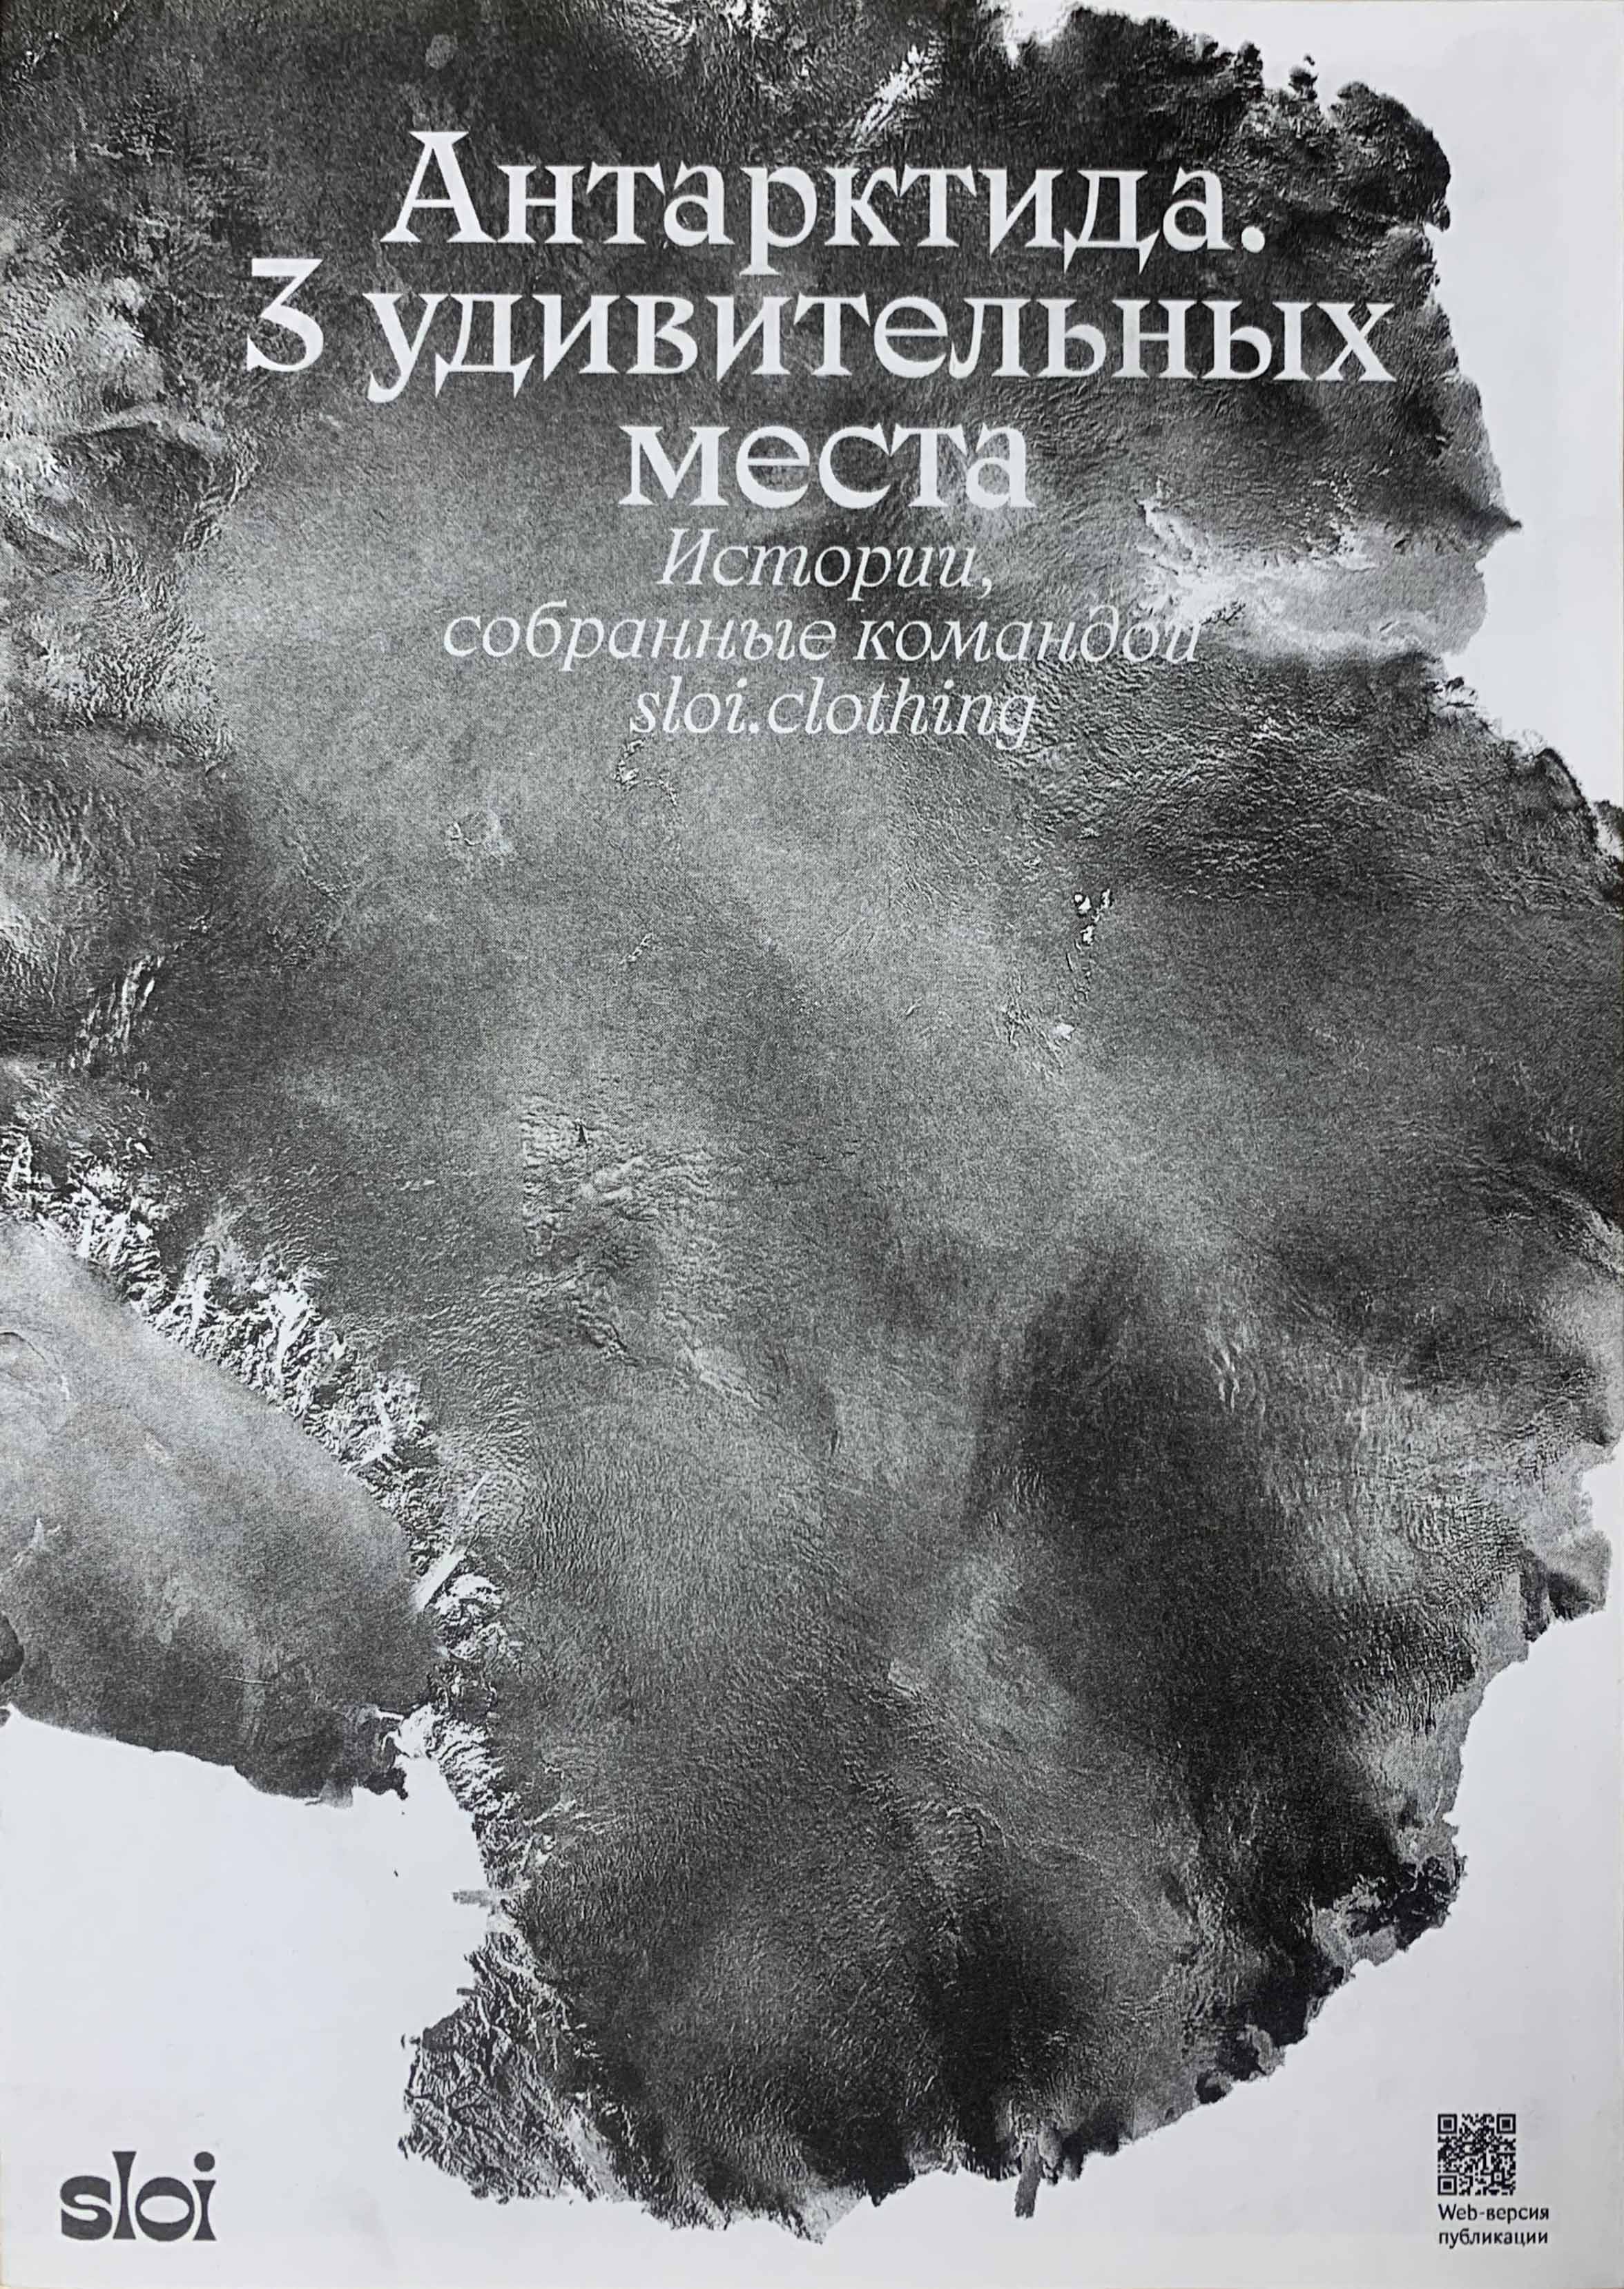 Антарктида.
3 удивительных
места
Истории,
собранные командой
sloi.clothing
sloi
Web-версия
публикации